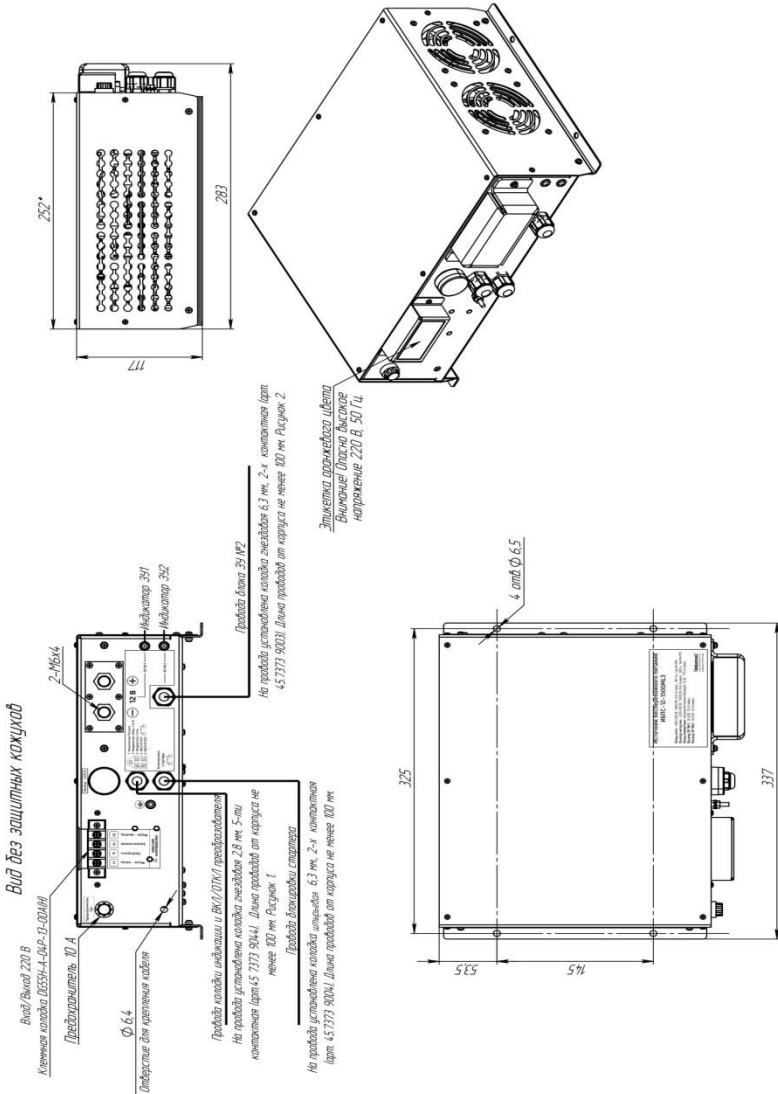 Вид без защитных кожухов
Вход/Выход 220 В
Клеммная колодка DG55H-A-04P-13-00A(H)
Предохранитель 10 А
2-М6х4
Ф 6,4
Отверстие для крепления кабеля
Индикатор ЗУ1
Индикатор ЗУ2
12 В
Провода колодки индикации и ВКЛ/ОТКЛ преобразователя
На провода установлена колодка гнездовая 2,8 мм, 5-ти
контактная (арт.45 7373 9044). Длина проводов от корпуса не
менее 100 мм. Рисунок 1.
Провода блокировки стартера
На провода установлена колодка штыревая 6,3 мм, 2-х контактная
(арт. 45.7373 9004). Длина проводов от корпуса не менее 100 мм.
Провода блока ЗУ №2
На провода установлена колодка гнездовая 6,3 мм, 2-х контактная (арт.
45.7373 9003). Длина проводов от корпуса не менее 100 мм. Рисунок 2.
252*
117
283
Этикетка оранжевого цвета
Внимание! Опасно высокое
напряжение 220 В, 50 Гц.
325
4 отв. Ф 6,5
53,5
145
337
Источник бесперебойного питания
ИБПС-12-1500МL3